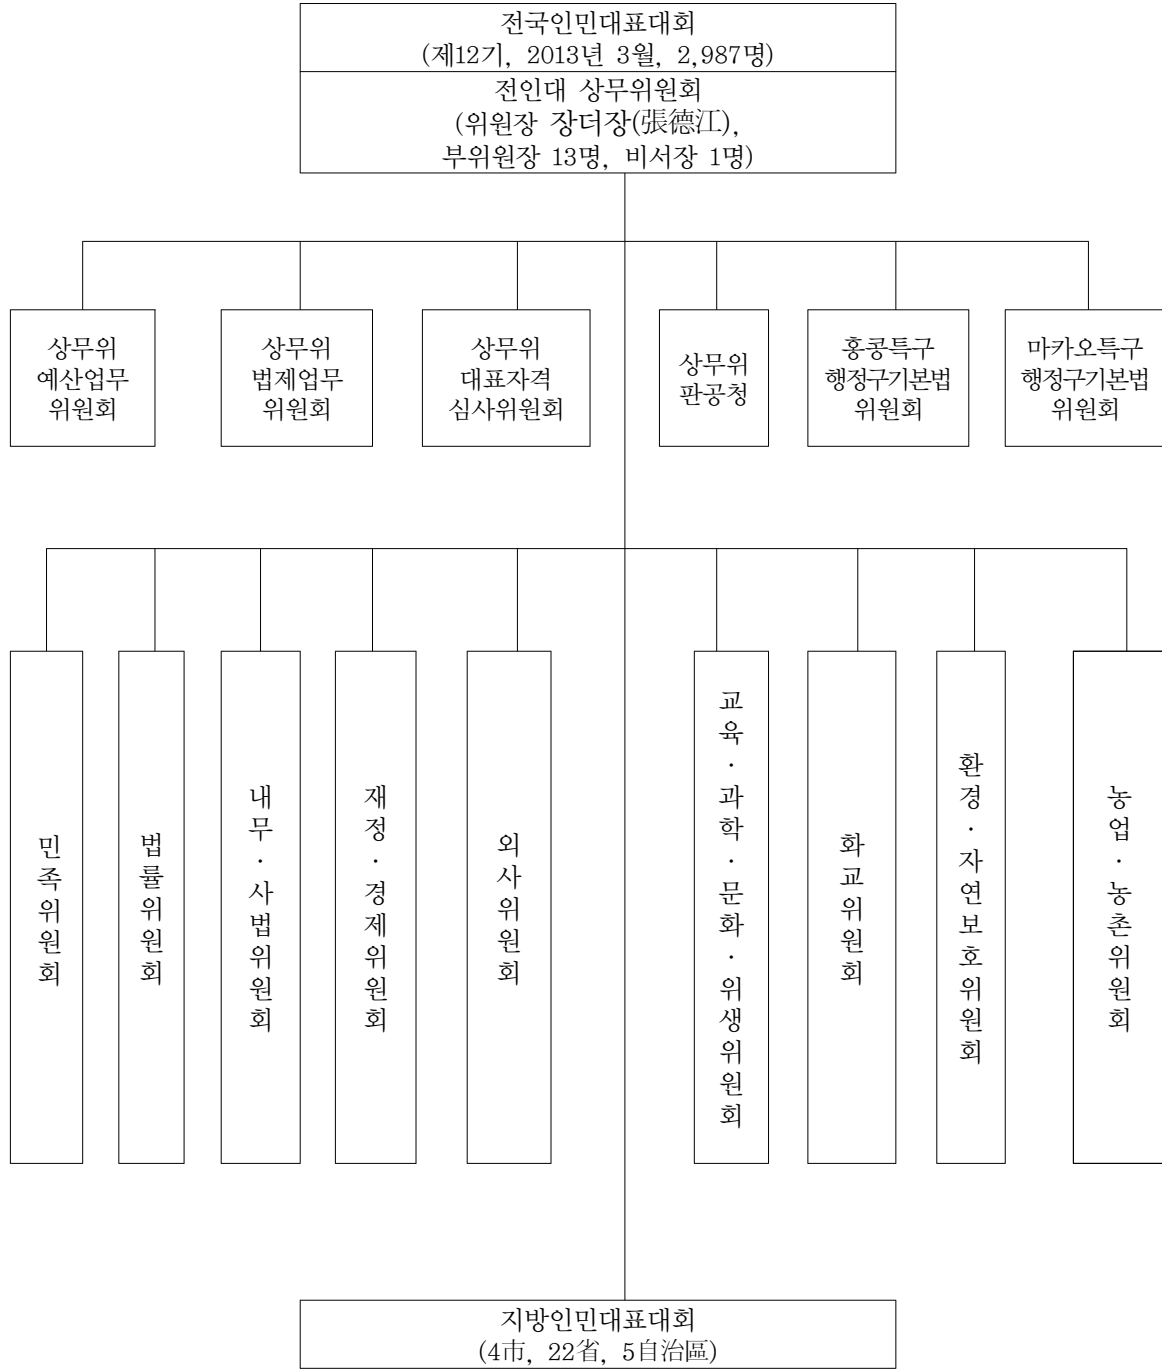 전국인민대표대회
(제12기, 2013년 3월, 2,987명)
전인대 상무위원회
(위원장 장더장(張德江),
부위원장 13명, 비서장 1명)
상무위
예산업무
위원회
상무위
법제업무
위원회
상무위
대표자격
심사위원회
상무위
판공청
홍콩특구
행정구기본법
위원회
마카오특구
행정구기본법
위원회
민족위원회
법률위원회
내무·사법위원회
재정·경제위원회
외사위원회
교육·과학·문화·위생위원회
화교위원회
환경·자연보호위원회
농업·농촌위원회
지방인민대표대회
(4市, 22省, 5自治區)